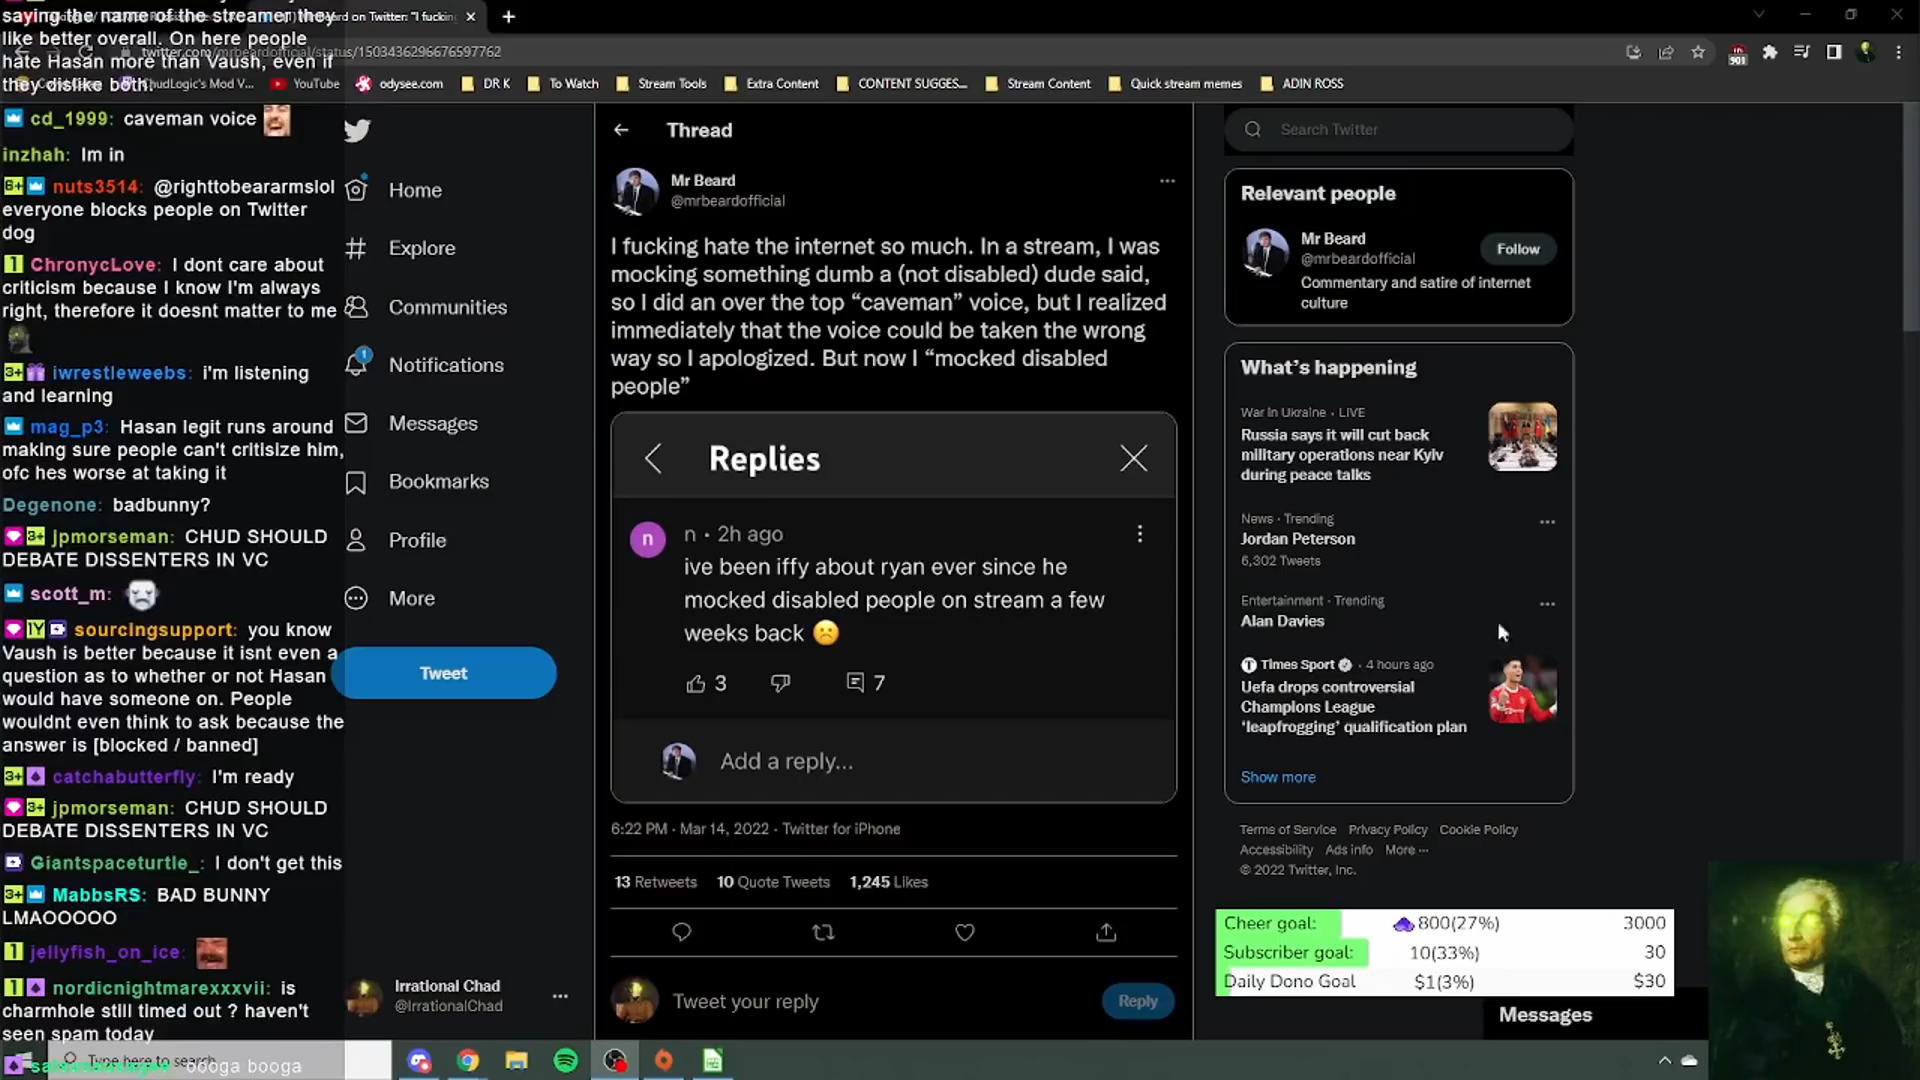 saying the name of the streamer they
like better overall. On here people
hate Hasan more than Vaush, even if
they dislike both.
cd_1999: caveman voice
inzhah: Im in
6+ nuts3514: @righttobeararmslol
everyone blocks people on Twitter
dog
1 ChronycLove: I dont care about
criticism because I know I'm always
right, therefore it doesnt matter to me
3+ iwrestleweebs: i'm listening
and learning
mag_p3: Hasan legit runs around
making sure people can't critisize him,
ofc hes worse at taking it
Degenone: badbunny?
3+ jpmorseman: CHUD SHOULD
DEBATE DISSENTERS IN VC
scott_m:
1Y sourcingsupport: you know
Vaush is better because it isnt even a
question as to whether or not Hasan
would have someone on. People
wouldnt even think to ask because the
answer is [blocked / banned]
3+ catchabutterfly: I'm ready
3+ jpmorseman: CHUD SHOULD
DEBATE DISSENTERS IN VC
Giantspaceturtle_: I don't get this
3+ MabbsRS: BAD BUNNY
LMAOOOOO
1 jellyfish_on_ice:
1 nordicnightmarexxxvii: is
charmhole still timed out ? haven't
seen spam today
booga
on Twitter: "I fucking
twitter.com/mrbeardofficial/status/1503436296676597762
901
ChudLogic's Mod V...
YouTube
odysee.com
DR K
To Watch
Stream Tools
Extra Content
CONTENT SUGGES...
Stream Content
Quick stream memes
ADIN ROSS
Home
Explore
Communities
1
Notifications
Messages
Bookmarks
Profile
More
Tweet
Irrational Chad
@IrrationalChad
Thread
Mr Beard
@mrbeardofficial
I fucking hate the internet so much. In a stream, I was
mocking something dumb a (not disabled) dude said,
so I did an over the top “caveman” voice, but I realized
immediately that the voice could be taken the wrong
way so I apologized. But now I “mocked disabled
people”
Replies
n
n · 2h ago
ive been iffy about ryan ever since he
mocked disabled people on stream a few
weeks back ☹️
3
7
Add a reply...
6:22 PM · Mar 14, 2022 · Twitter for iPhone
13 Retweets 10 Quote Tweets 1,245 Likes
Tweet your reply
Reply
Search Twitter
Relevant people
Mr Beard
@mrbeardofficial
Follow
Commentary and satire of internet
culture
What’s happening
War in Ukraine · LIVE
Russia says it will cut back
military operations near Kyiv
during peace talks
News · Trending
Jordan Peterson
6,302 Tweets
Entertainment · Trending
Alan Davies
Times Sport · 4 hours ago
Uefa drops controversial
Champions League
‘leapfrogging’ qualification plan
Show more
Terms of Service Privacy Policy Cookie Policy
Accessibility Ads info More ···
© 2022 Twitter, Inc.
Cheer goal: 800(27%) 3000
Subscriber goal: 10(33%) 30
Daily Dono Goal $1(3%) $30
Messages
Type here to search